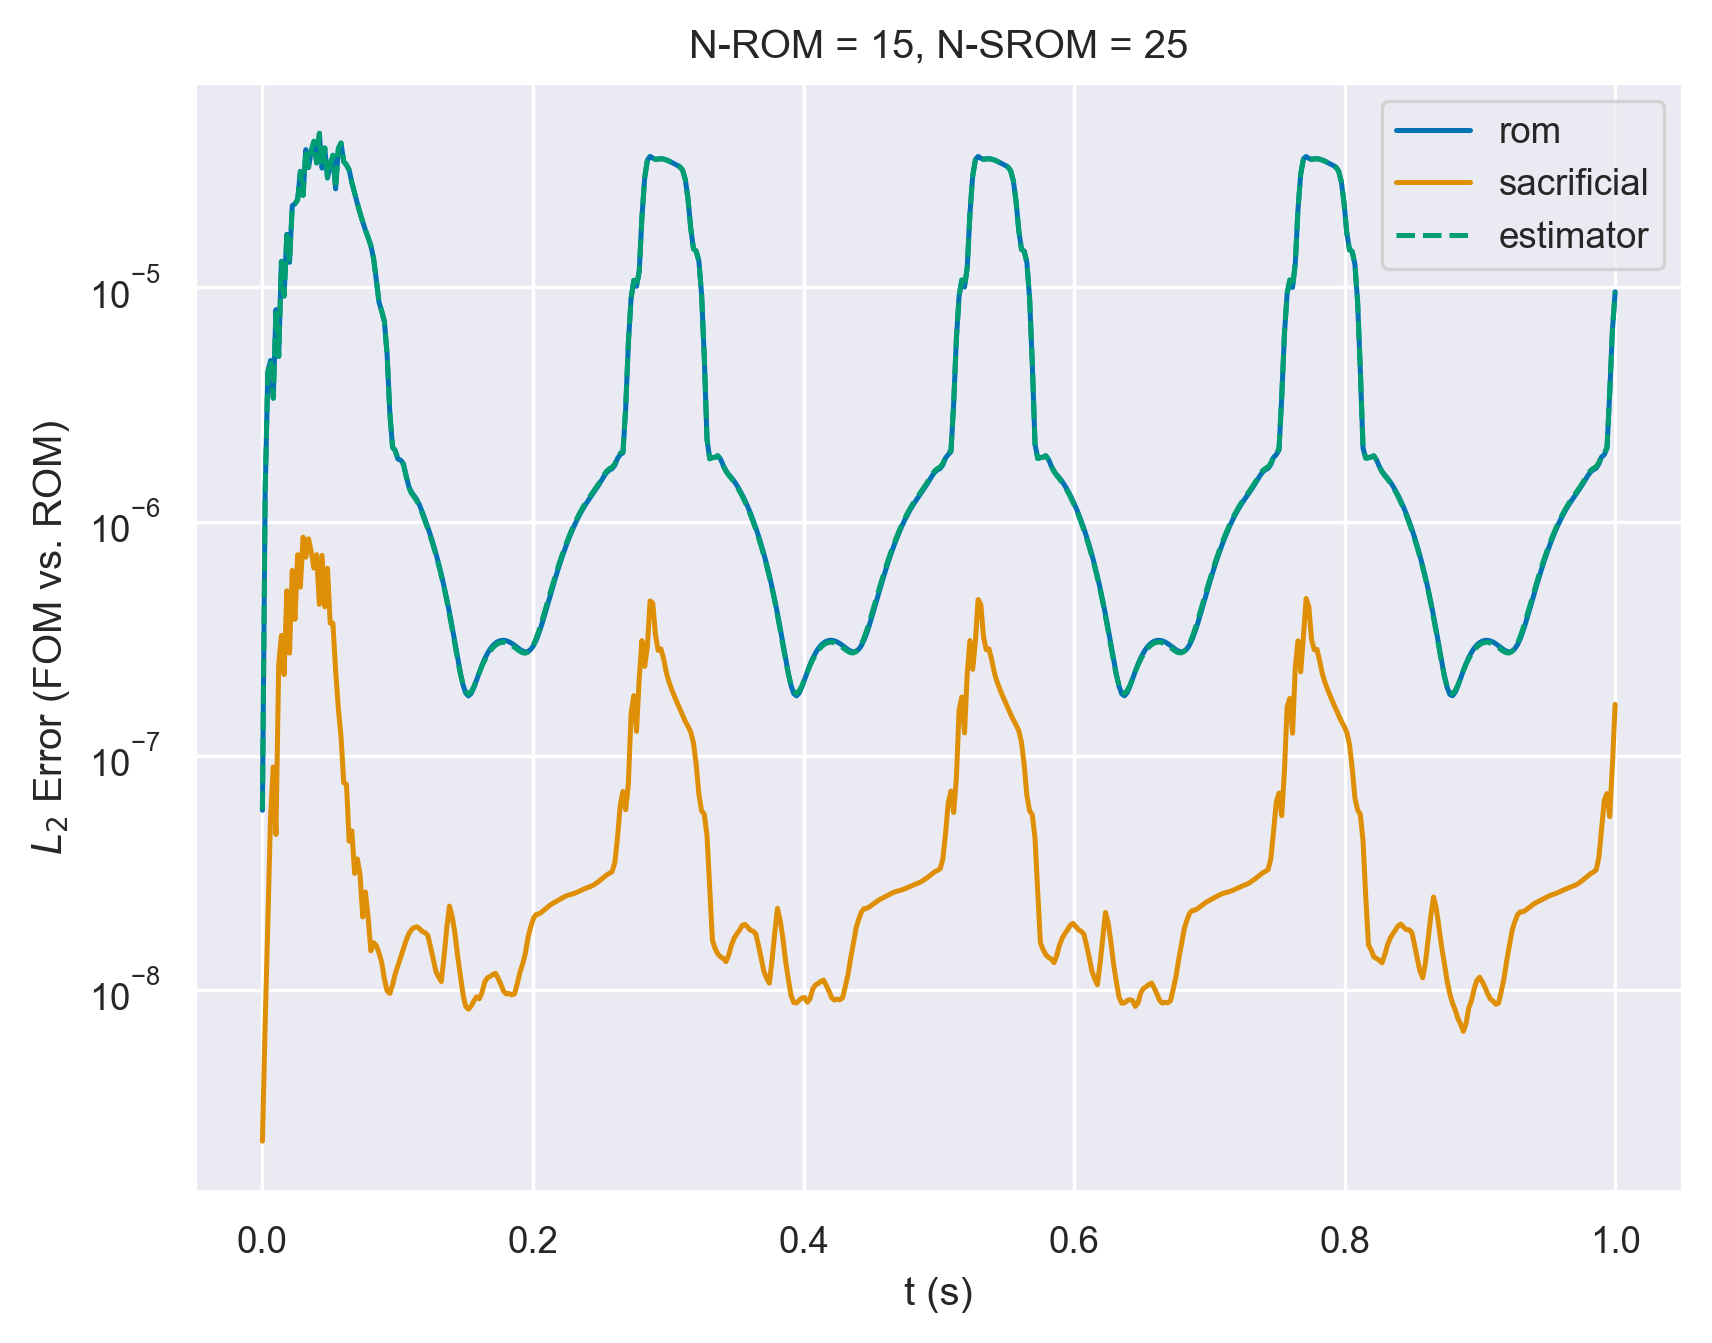 N-ROM = 15, N-SROM = 25
rom
sacrificial
estimator
L₂ Error (FOM vs. ROM)
10⁻⁵
10⁻⁶
10⁻⁷
10⁻⁸
0.0 0.2 0.4 0.6 0.8 1.0
t (s)